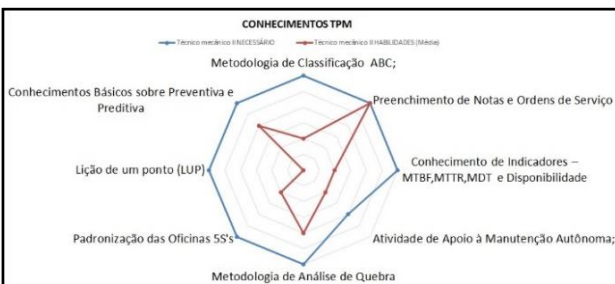 CONHECIMENTOS TPM
Técnico mecânico II NECESSÁRIO
Técnico mecânico II HABILIDADES (Média)
Metodologia de Classificação ABC;
Preenchimento de Notas e Ordens de Serviço
Conhecimento de Indicadores –
MTBF,MTTR,MDT e Disponibilidade
Atividade de Apoio à Manutenção Autônoma;
Metodologia de Análise de Quebra
Padronização das Oficinas 5S's
Lição de um ponto (LUP)
Conhecimentos Básicos sobre Preventiva e
Preditiva